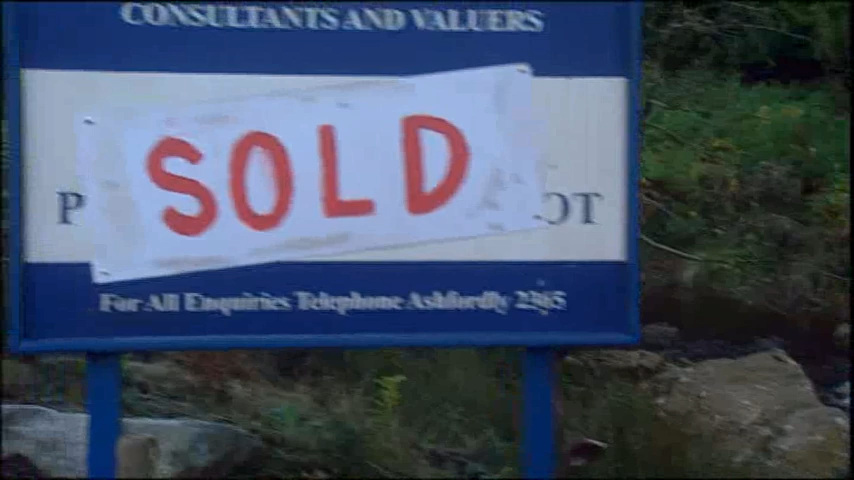 CONSULTANTS AND VALUERS
SOLD
For All Enquiries Telephone Ashfordly 2365